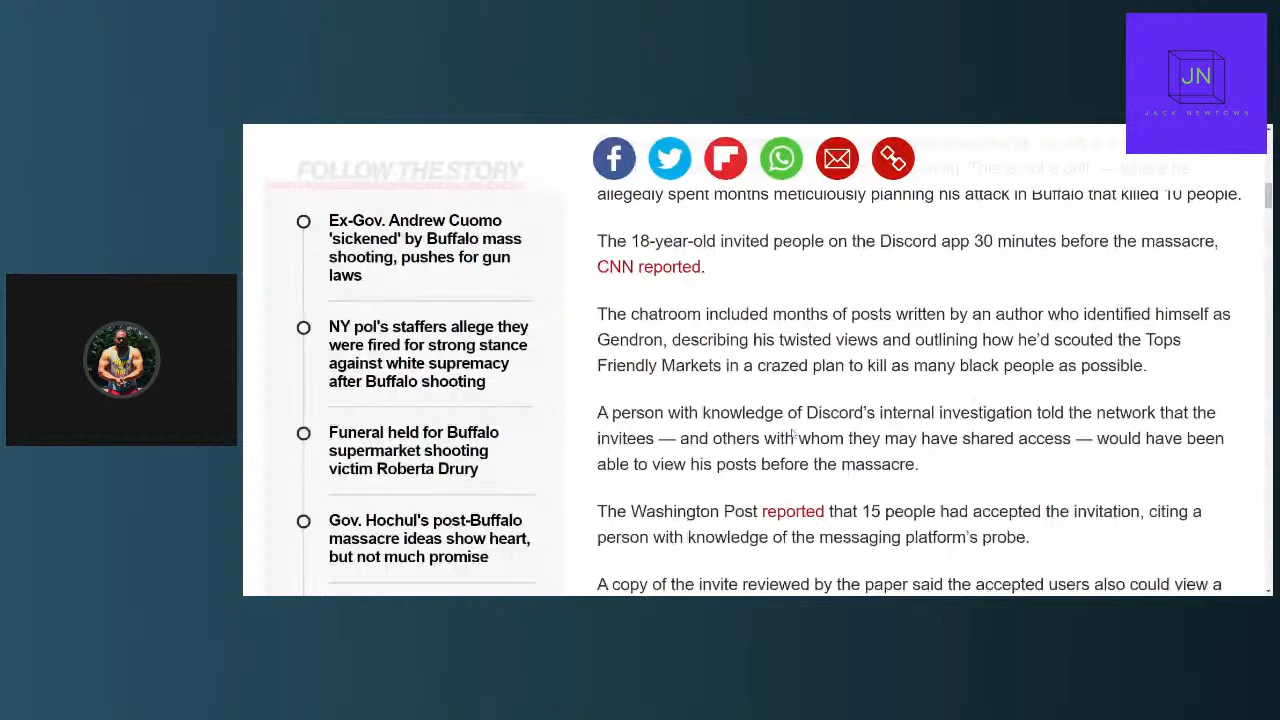 JN
JACK NEWTOWN
FOLLOW THE STORY
Ex-Gov. Andrew Cuomo
'sickened' by Buffalo mass
shooting, pushes for gun
laws
NY pol's staffers allege they
were fired for strong stance
against white supremacy
after Buffalo shooting
Funeral held for Buffalo
supermarket shooting
victim Roberta Drury
Gov. Hochul's post-Buffalo
massacre ideas show heart,
but not much promise
allegedly spent months meticulously planning his attack in Buffalo that killed 10 people.
The 18-year-old invited people on the Discord app 30 minutes before the massacre,
CNN reported.
The chatroom included months of posts written by an author who identified himself as
Gendron, describing his twisted views and outlining how he’d scouted the Tops
Friendly Markets in a crazed plan to kill as many black people as possible.
A person with knowledge of Discord’s internal investigation told the network that the
invitees — and others with whom they may have shared access — would have been
able to view his posts before the massacre.
The Washington Post reported that 15 people had accepted the invitation, citing a
person with knowledge of the messaging platform’s probe.
A copy of the invite reviewed by the paper said the accepted users also could view a